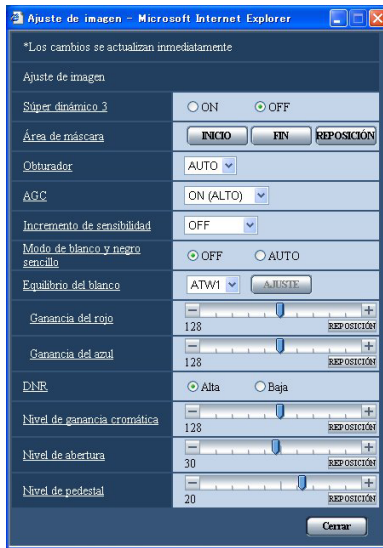 Ajuste de imagen - Microsoft Internet Explorer
*Los cambios se actualizan inmediatamente
Ajuste de imagen
Súper dinámico 3 ON OFF
Área de máscara INICIO FIN REPOSICIÓN
Obturador AUTO
AGC ON (ALTO)
Incremento de sensibilidad OFF
Modo de blanco y negro
sencillo OFF AUTO
Equilibrio del blanco ATW1 AJUSTE
Ganancia del rojo
128 REPOSICIÓN
Ganancia del azul
128 REPOSICIÓN
DNR Alta Baja
Nivel de ganancia cromática
128 REPOSICIÓN
Nivel de abertura
30 REPOSICIÓN
Nivel de pedestal
20 REPOSICIÓN
Cerrar